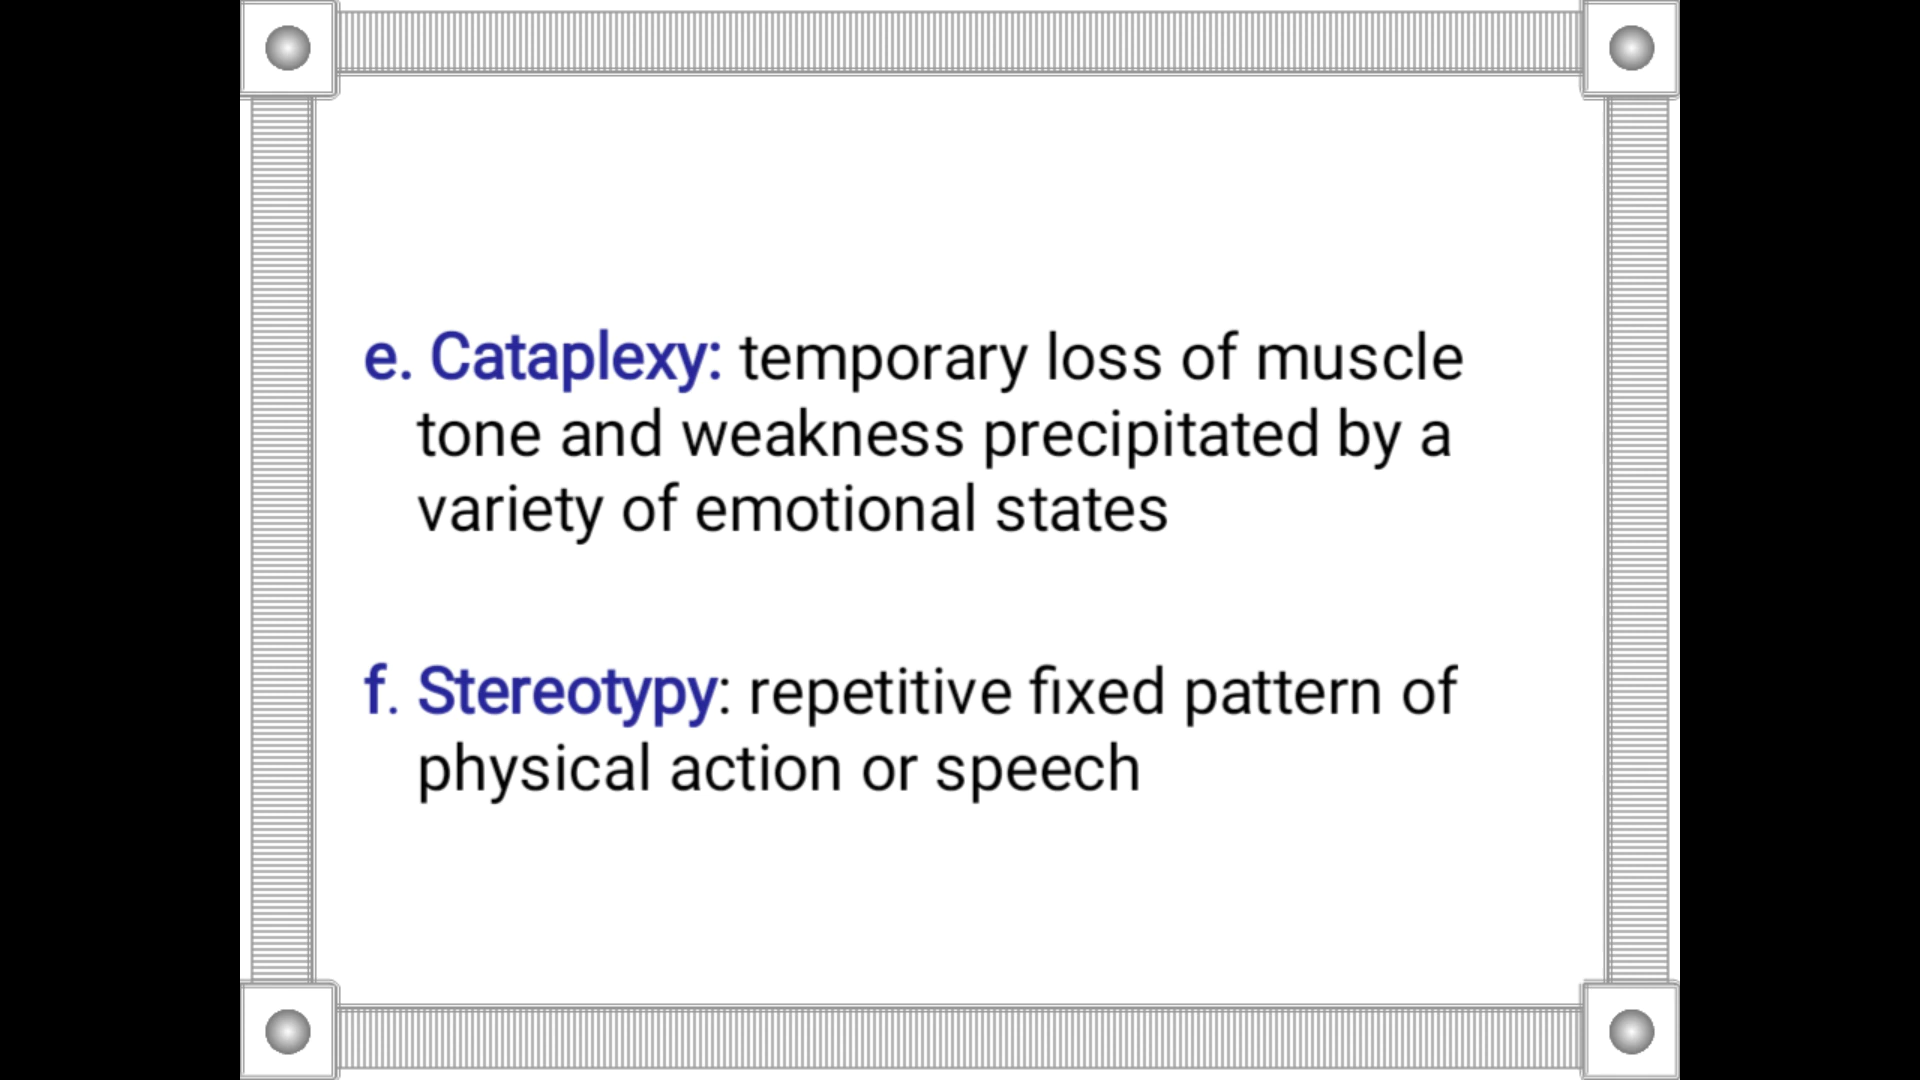 e. Cataplexy: temporary loss of muscle
tone and weakness precipitated by a
variety of emotional states
f. Stereotypy: repetitive fixed pattern of
physical action or speech